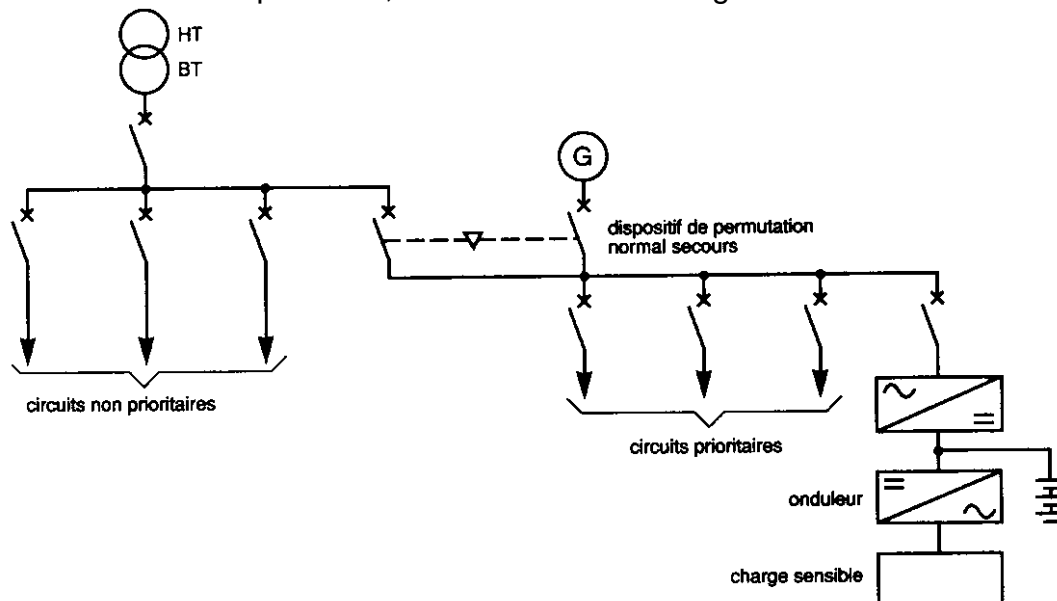 HT
BT
G
dispositif de permutation
normal secours
circuits non prioritaires
circuits prioritaires
onduleur
charge sensible